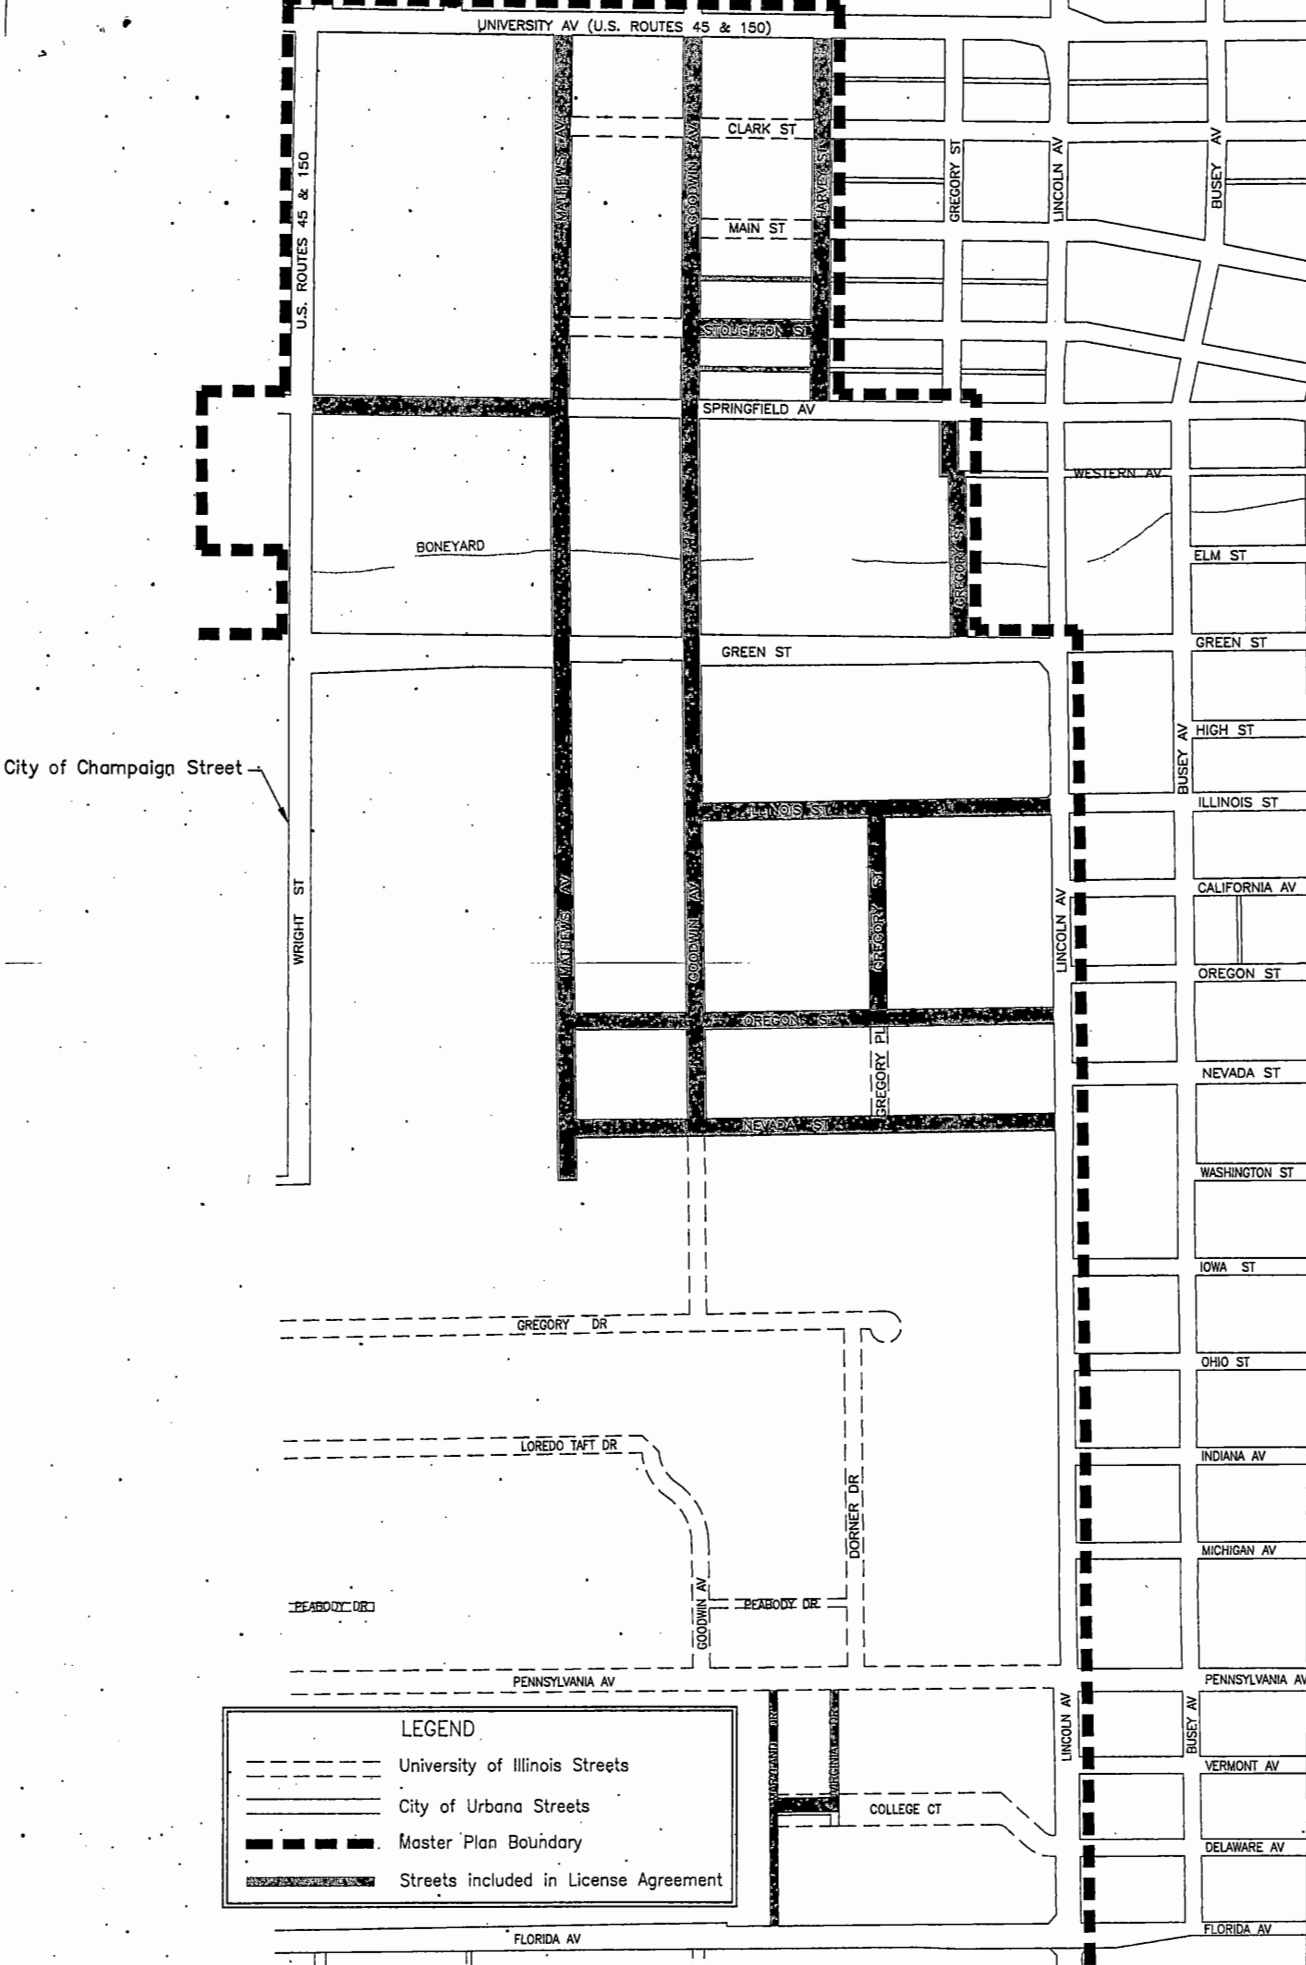 UNIVERSITY AV (U.S. ROUTES 45 & 150)
CLARK ST
MATHEWS AV
GOODWIN AV
HARVEY ST
GREGORY ST
LINCOLN AV
BUSEY AV
U.S. ROUTES 45 & 150
MAIN ST
STOUGHTON ST
SPRINGFIELD AV
WESTERN AV
BONEYARD
GREGORY ST
ELM ST
GREEN ST
GREEN ST
HIGH ST
BUSEY AV
City of Champaign Street
ILLINOIS ST
ILLINOIS ST
WRIGHT ST
MATHEWS AV
GOODWIN AV
GREGORY ST
LINCOLN AV
CALIFORNIA AV
OREGON ST
OREGON ST
GREGORY PL
NEVADA ST
NEVADA ST
WASHINGTON ST
IOWA ST
GREGORY DR
OHIO ST
LOREDO TAFT DR
INDIANA AV
DORNER DR
MICHIGAN AV
PEABODY DR
GOODWIN AV
PEABODY DR
PENNSYLVANIA AV
PENNSYLVANIA AV
MARYLAND DR
VIRGINIA DR
LINCOLN AV
BUSEY AV
VERMONT AV
COLLEGE CT
DELAWARE AV
FLORIDA AV
FLORIDA AV
LEGEND
University of Illinois Streets
City of Urbana Streets
Master Plan Boundary
Streets included in License Agreement